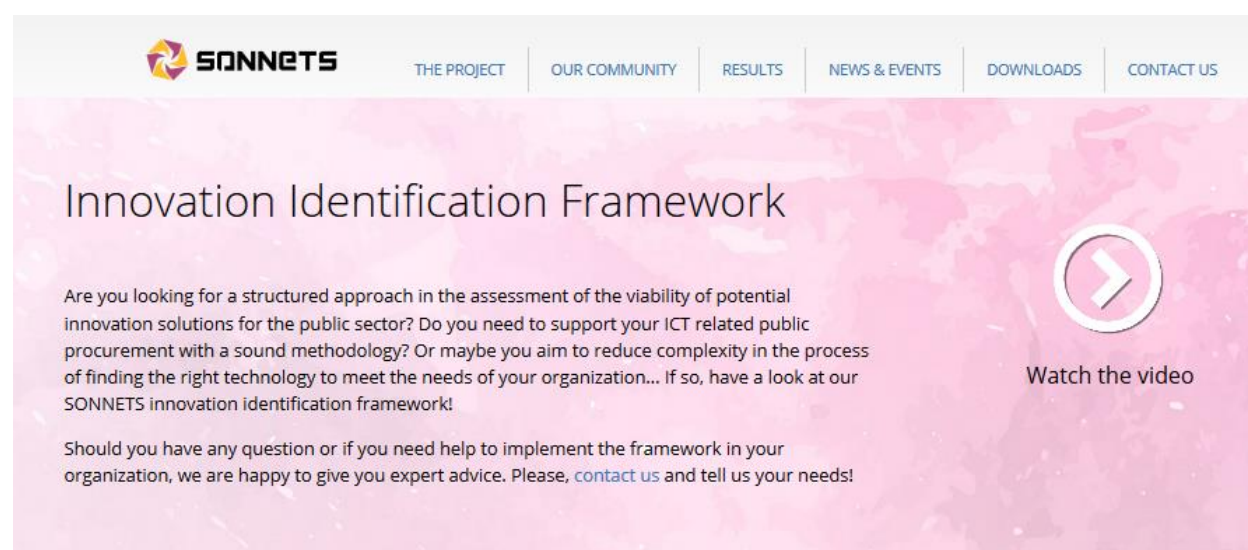 SONNETS
THE PROJECT
OUR COMMUNITY
RESULTS
NEWS & EVENTS
DOWNLOADS
CONTACT US
Innovation Identification Framework
Are you looking for a structured approach in the assessment of the viability of potential
innovation solutions for the public sector? Do you need to support your ICT related public
procurement with a sound methodology? Or maybe you aim to reduce complexity in the process
of finding the right technology to meet the needs of your organization... If so, have a look at our
SONNETS innovation identification framework!
Should you have any question or if you need help to implement the framework in your
organization, we are happy to give you expert advice. Please, contact us and tell us your needs!
Watch the video